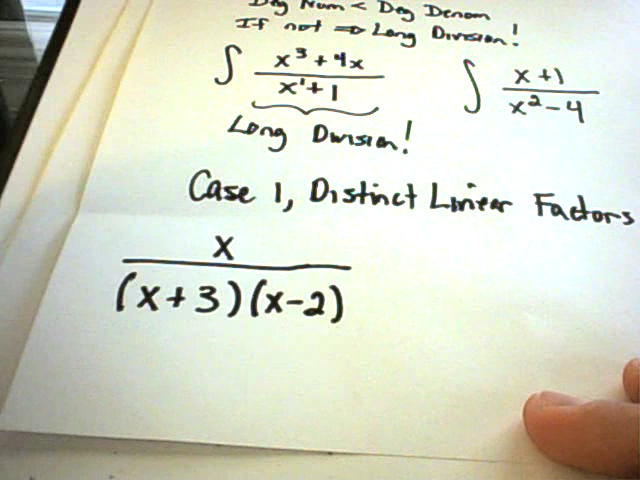 Deg Num < Deg Denom
If not ⇒ Long Division!
∫ x³+4x / x'+1 ∫ x+1 / x²-4
Long Division!
Case 1, Distinct Linear Factors
x
(x+3)(x-2)